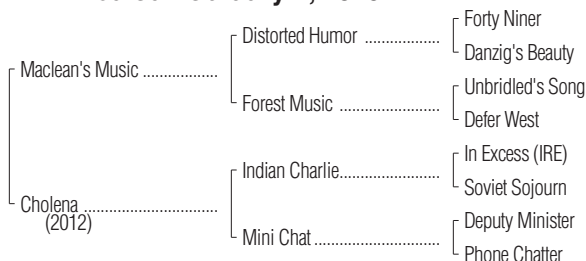 Distorted Humor ..................
Forty Niner
Danzig's Beauty
Maclean's Music ..................
Forest Music ........................
Unbridled's Song
Defer West
Indian Charlie........................
In Excess (IRE)
Soviet Sojourn
Cholena ................................
(2012)
Mini Chat ..............................
Deputy Minister
Phone Chatter